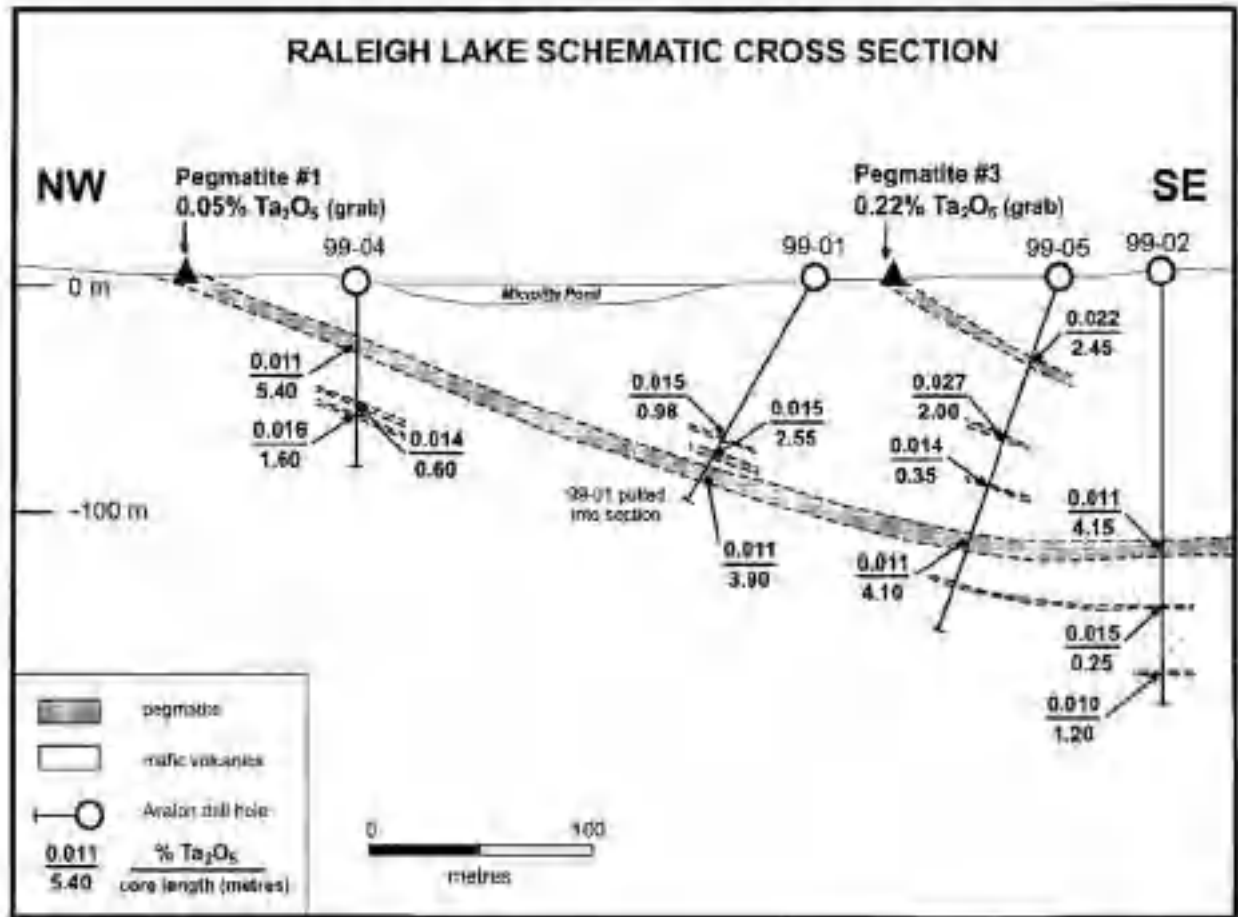 RALEIGH LAKE SCHEMATIC CROSS SECTION
NW
Pegmatite #1
0.05% Ta₂O₅ (grab)
99-04
99-01
Pegmatite #3
0.22% Ta₂O₅ (grab)
99-05
SE
99-02
0 m
Pond
0.011
5.40
0.016
1.60
0.014
0.60
0.015
0.98
0.015
2.55
0.022
2.45
0.027
2.00
0.014
0.35
-100 m
99-01 pulled
into section
0.011
3.90
0.011
4.10
0.011
4.15
0.015
0.25
0.010
1.20
pegmatite
mafic volcanics
Avalon drill hole
0.011
5.40
% Ta₂O₅
core length (metres)
0 100
metres